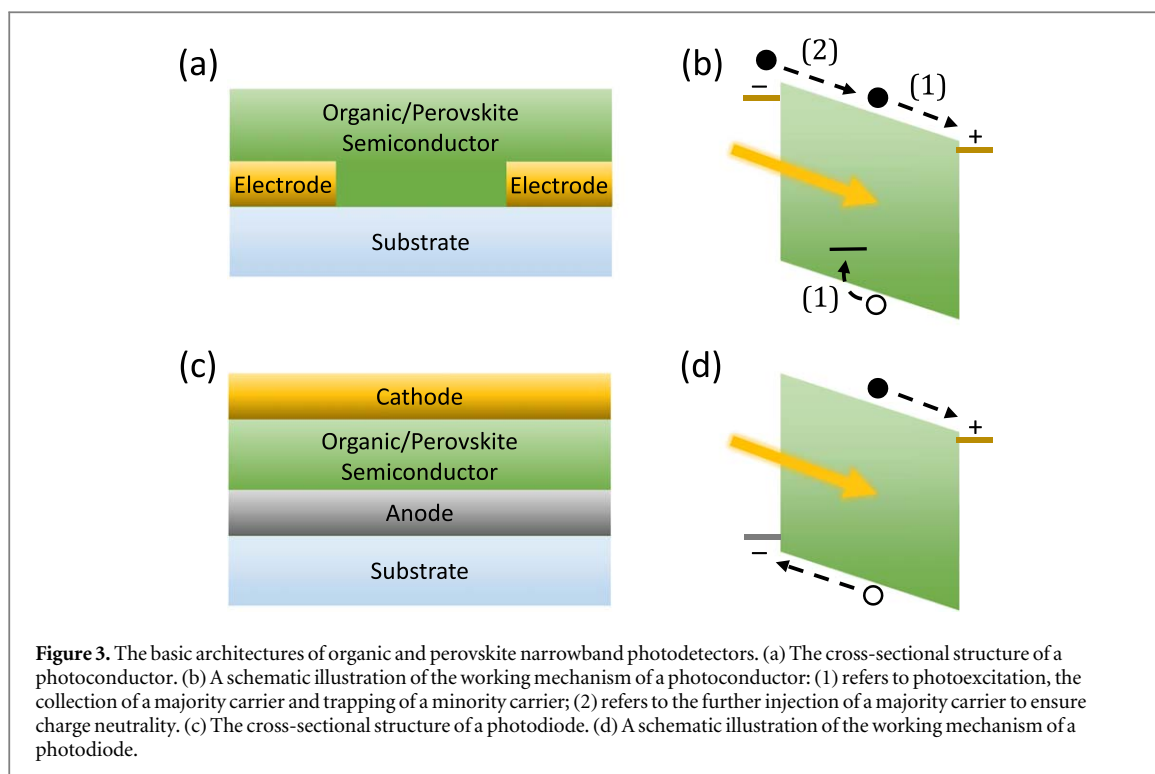 (a)
Organic/Perovskite
Semiconductor
Electrode
Electrode
Substrate
(b)
(2)
(1)
−
+
(1)
(c)
Cathode
Organic/Perovskite
Semiconductor
Anode
Substrate
(d)
+
−
Figure 3. The basic architectures of organic and perovskite narrowband photodetectors. (a) The cross-sectional structure of a
photoconductor. (b) A schematic illustration of the working mechanism of a photoconductor: (1) refers to photoexcitation, the
collection of a majority carrier and trapping of a minority carrier; (2) refers to the further injection of a majority carrier to ensure
charge neutrality. (c) The cross-sectional structure of a photodiode. (d) A schematic illustration of the working mechanism of a
photodiode.